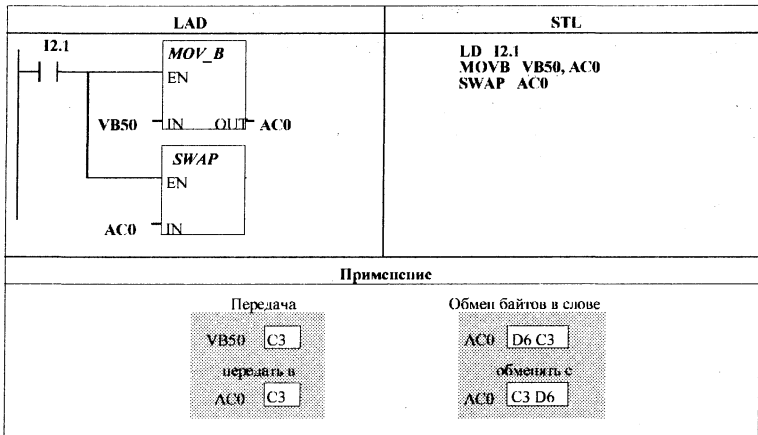 LAD
STL
I2.1
MOV_B
EN
VB50
IN
OUT
AC0
SWAP
EN
AC0
IN
LD I2.1
MOVB VB50, AC0
SWAP AC0
Применение
Передача
VB50
C3
передать в
AC0
C3
Обмен байтов в слове
AC0
D6 C3
обменять с
AC0
C3 D6